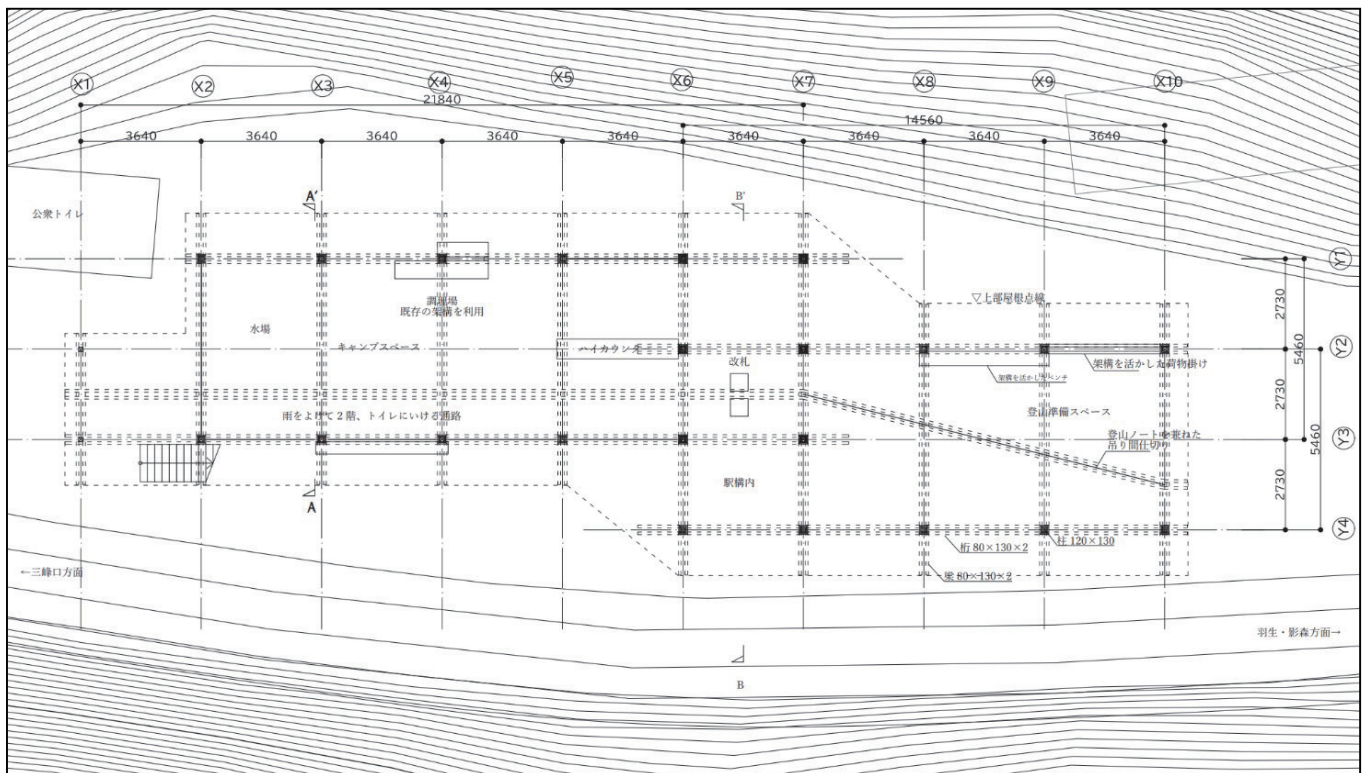 X1 X2 X3 X4 X5 X6 X7 X8 X9 X10
21840
14560
3640 3640 3640 3640 3640 3640 3640 3640 3640
公衆トイレ
A' B'
Y1
2730
▽上部屋根点線
調理場
既存の架構を利用
水場
キャンプスペース
ハイカウンター
改札
5460
Y2
架構を活かした荷物掛け
架構を活かしたベンチ
雨をよけて2階、トイレにいける通路
登山準備スペース
2730
登山ノートを兼ねた
吊り間仕切り
Y3
5460
駅構内
2730
A
Y4
桁 80×130×2
柱 120×130
梁 80×130×2
←三峰口方面
羽生・影森方面→
B